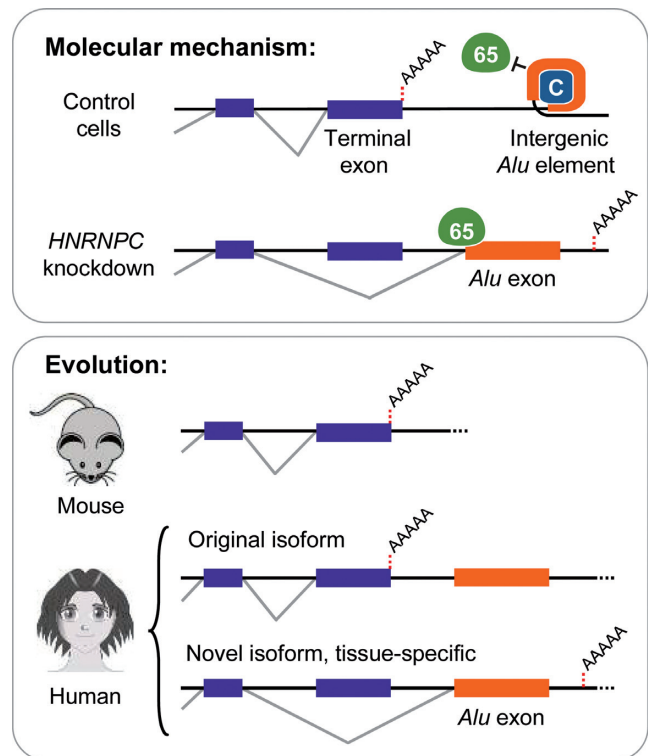 Molecular mechanism:
AAAAA
65
C
Control
cells
Terminal
exon
Intergenic
Alu element
AAAAA
65
HNRNPC
knockdown
Alu exon
Evolution:
AAAAA
Mouse
AAAAA
Original isoform
Novel isoform, tissue-specific
AAAAA
Human
Alu exon